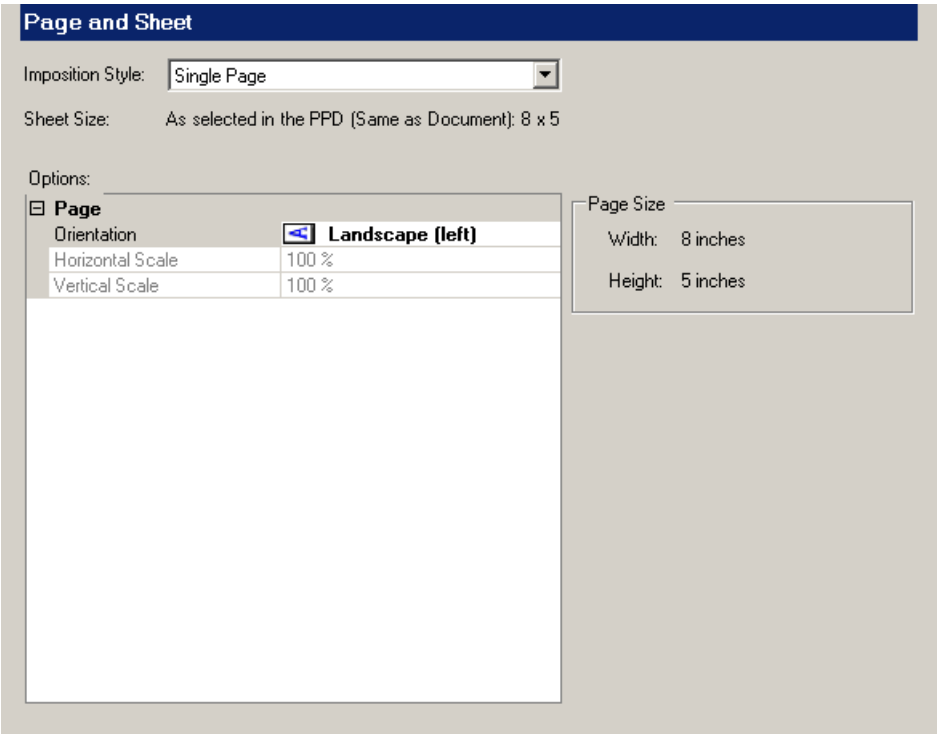 Page and Sheet
Imposition Style: Single Page
Sheet Size: As selected in the PPD (Same as Document): 8 x 5
Options:
Page
Orientation Landscape (left)
Horizontal Scale 100 %
Vertical Scale 100 %
Page Size
Width: 8 inches
Height: 5 inches